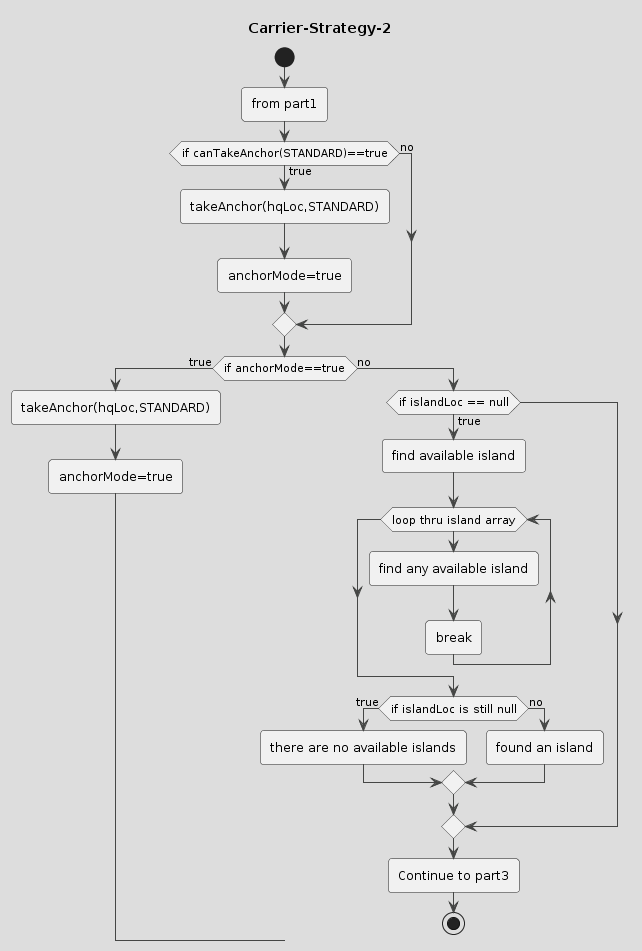 Carrier-Strategy-2
from part1
if canTakeAnchor(STANDARD)==true
no
true
takeAnchor(hqLoc,STANDARD)
anchorMode=true
true
if anchorMode==true
no
takeAnchor(hqLoc,STANDARD)
anchorMode=true
if islandLoc == null
true
find available island
loop thru island array
find any available island
break
true
if islandLoc is still null
no
there are no available islands
found an island
Continue to part3